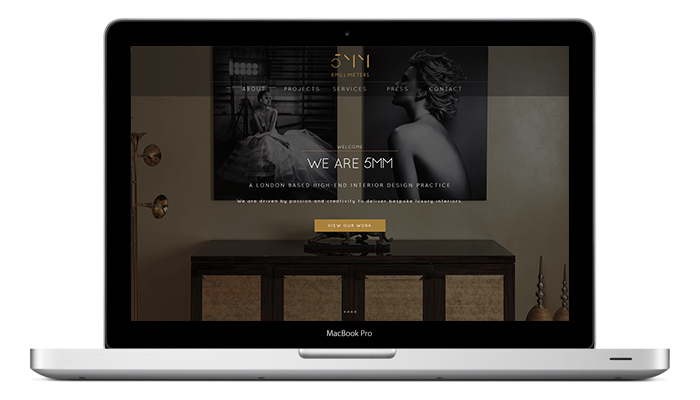 5MM
5MILLIMETERS
ABOUT PROJECTS SERVICES PRESS CONTACT
WELCOME
WE ARE 5MM
A LONDON BASED HIGH-END INTERIOR DESIGN PRACTICE
We are driven by passion and creativity to deliver bespoke luxury interiors.
VIEW OUR WORK
MacBook Pro